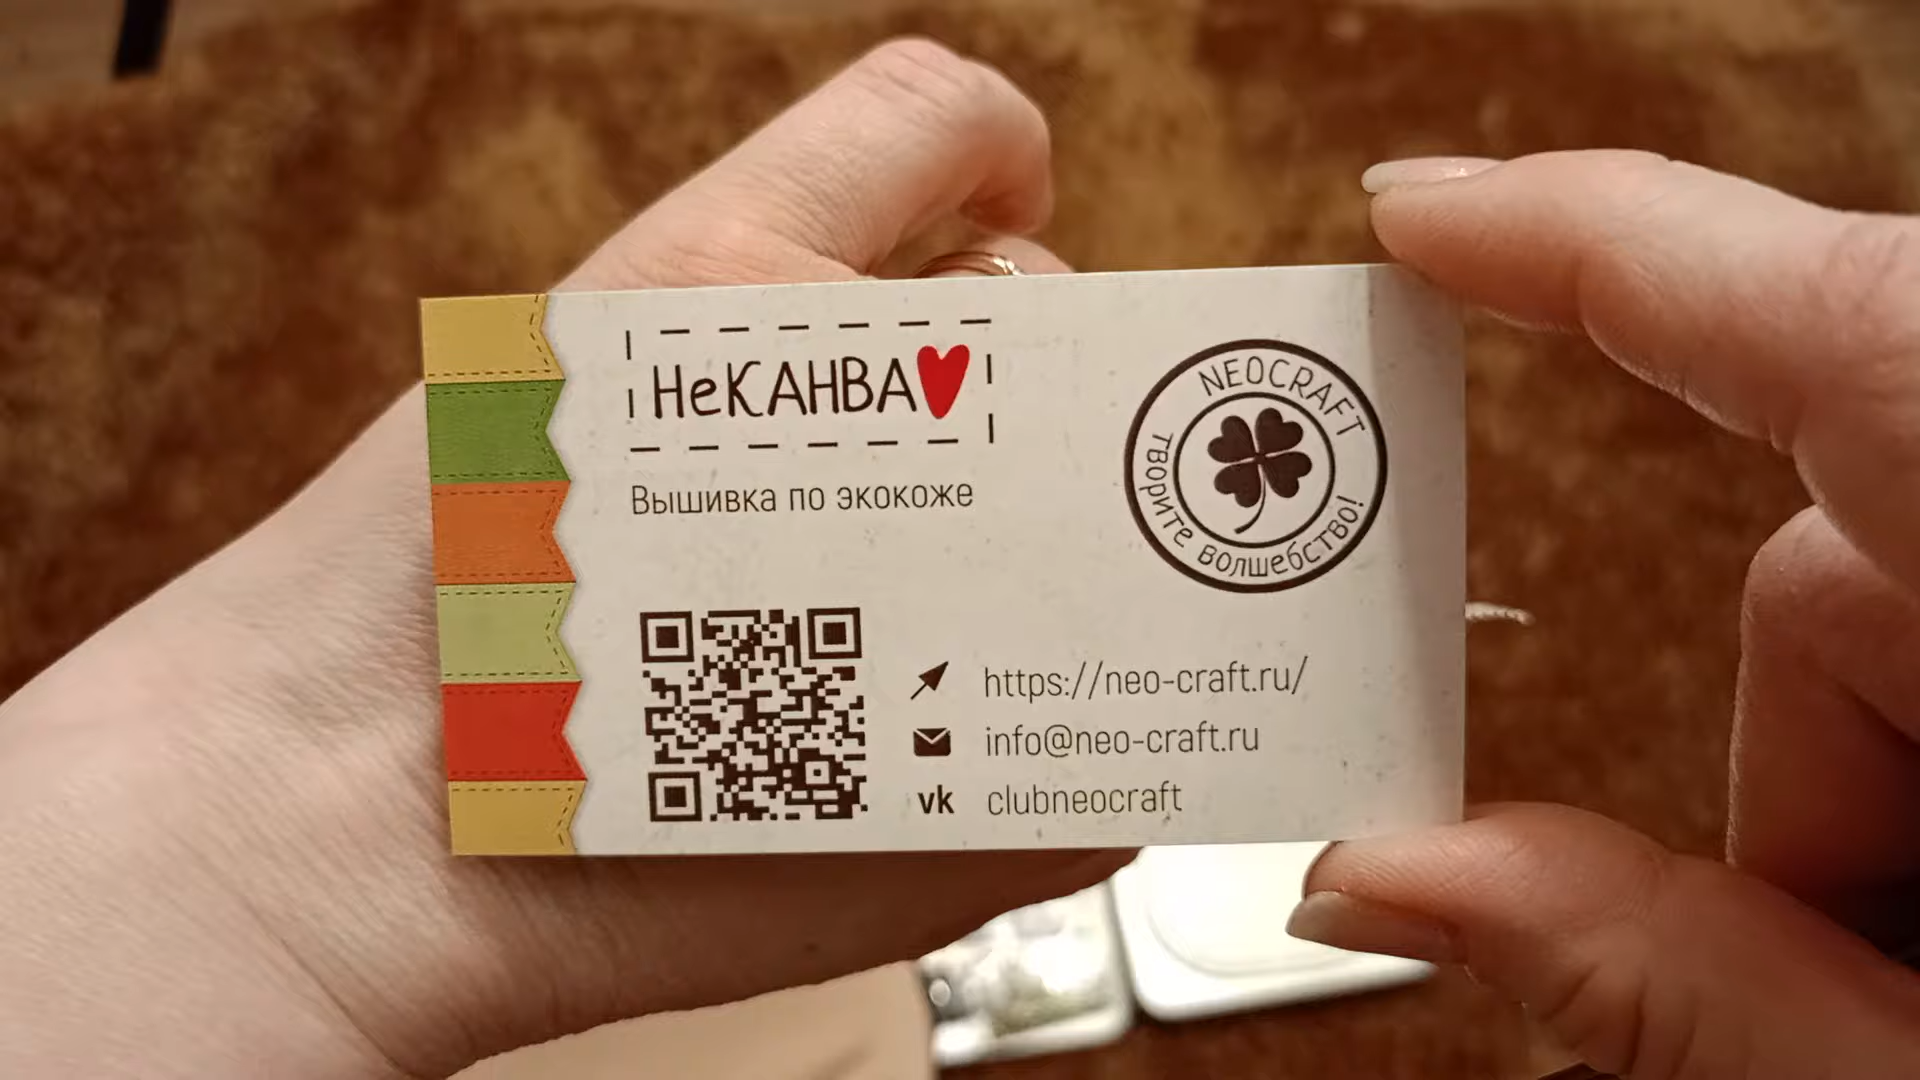 НеКАНВА
Вышивка по экокоже
NEOCRAFT
ТВОРИТЕ ВОЛШЕБСТВО!
https://neo-craft.ru/
info@neo-craft.ru
vk clubneocraft